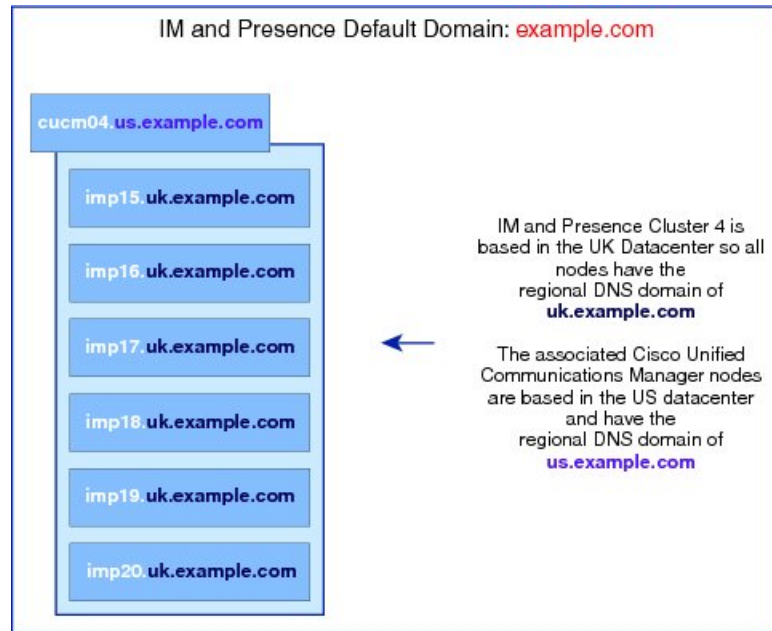 IM and Presence Default Domain: example.com
cucm04.us.example.com
imp15.uk.example.com
imp16.uk.example.com
imp17.uk.example.com
imp18.uk.example.com
imp19.uk.example.com
imp20.uk.example.com
IM and Presence Cluster 4 is
based in the UK Datacenter so all
nodes have the
regional DNS domain of
uk.example.com
The associated Cisco Unified
Communications Manager nodes
are based in the US datacenter
and have the
regional DNS domain of
us.example.com